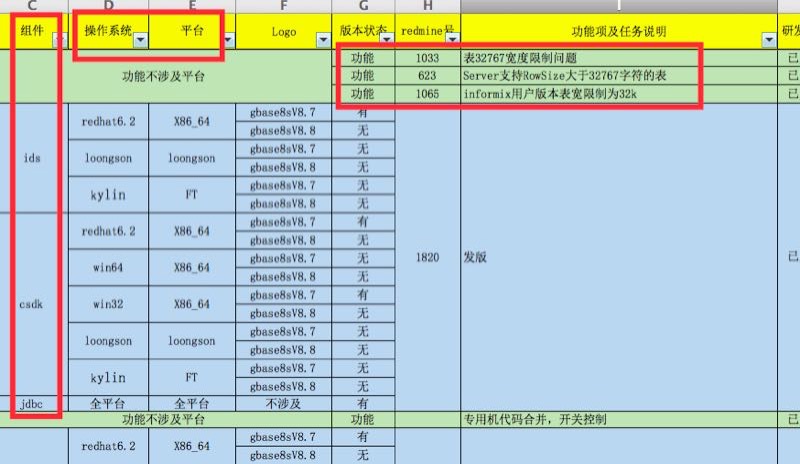 C D E F G H I
组件 操作系统 平台 Logo 版本状态 redmine号 功能项及任务说明 研发
功能不涉及平台 功能 1033 表32767宽度限制问题 已
功能 623 Server支持RowSize大于32767字符的表 已
功能 1065 informix用户版本表宽限制为32k 已
ids redhat6.2 X86_64 gbase8sV8.7 有 1820 发版 已
gbase8sV8.8 无
loongson loongson gbase8sV8.7 无
gbase8sV8.8 无
kylin FT gbase8sV8.7 无
gbase8sV8.8 无
csdk redhat6.2 X86_64 gbase8sV8.7 有
gbase8sV8.8 无
win64 X86_64 gbase8sV8.7 无
gbase8sV8.8 无
win32 X86_64 gbase8sV8.7 有
gbase8sV8.8 无
loongson loongson gbase8sV8.7 无
gbase8sV8.8 无
kylin FT gbase8sV8.7 无
gbase8sV8.8 无
jdbc 全平台 全平台 不涉及 有
功能不涉及平台 功能 专用机代码合并，开关控制 已
redhat6.2 X86_64 gbase8sV8.7 有
gbase8sV8.8 无